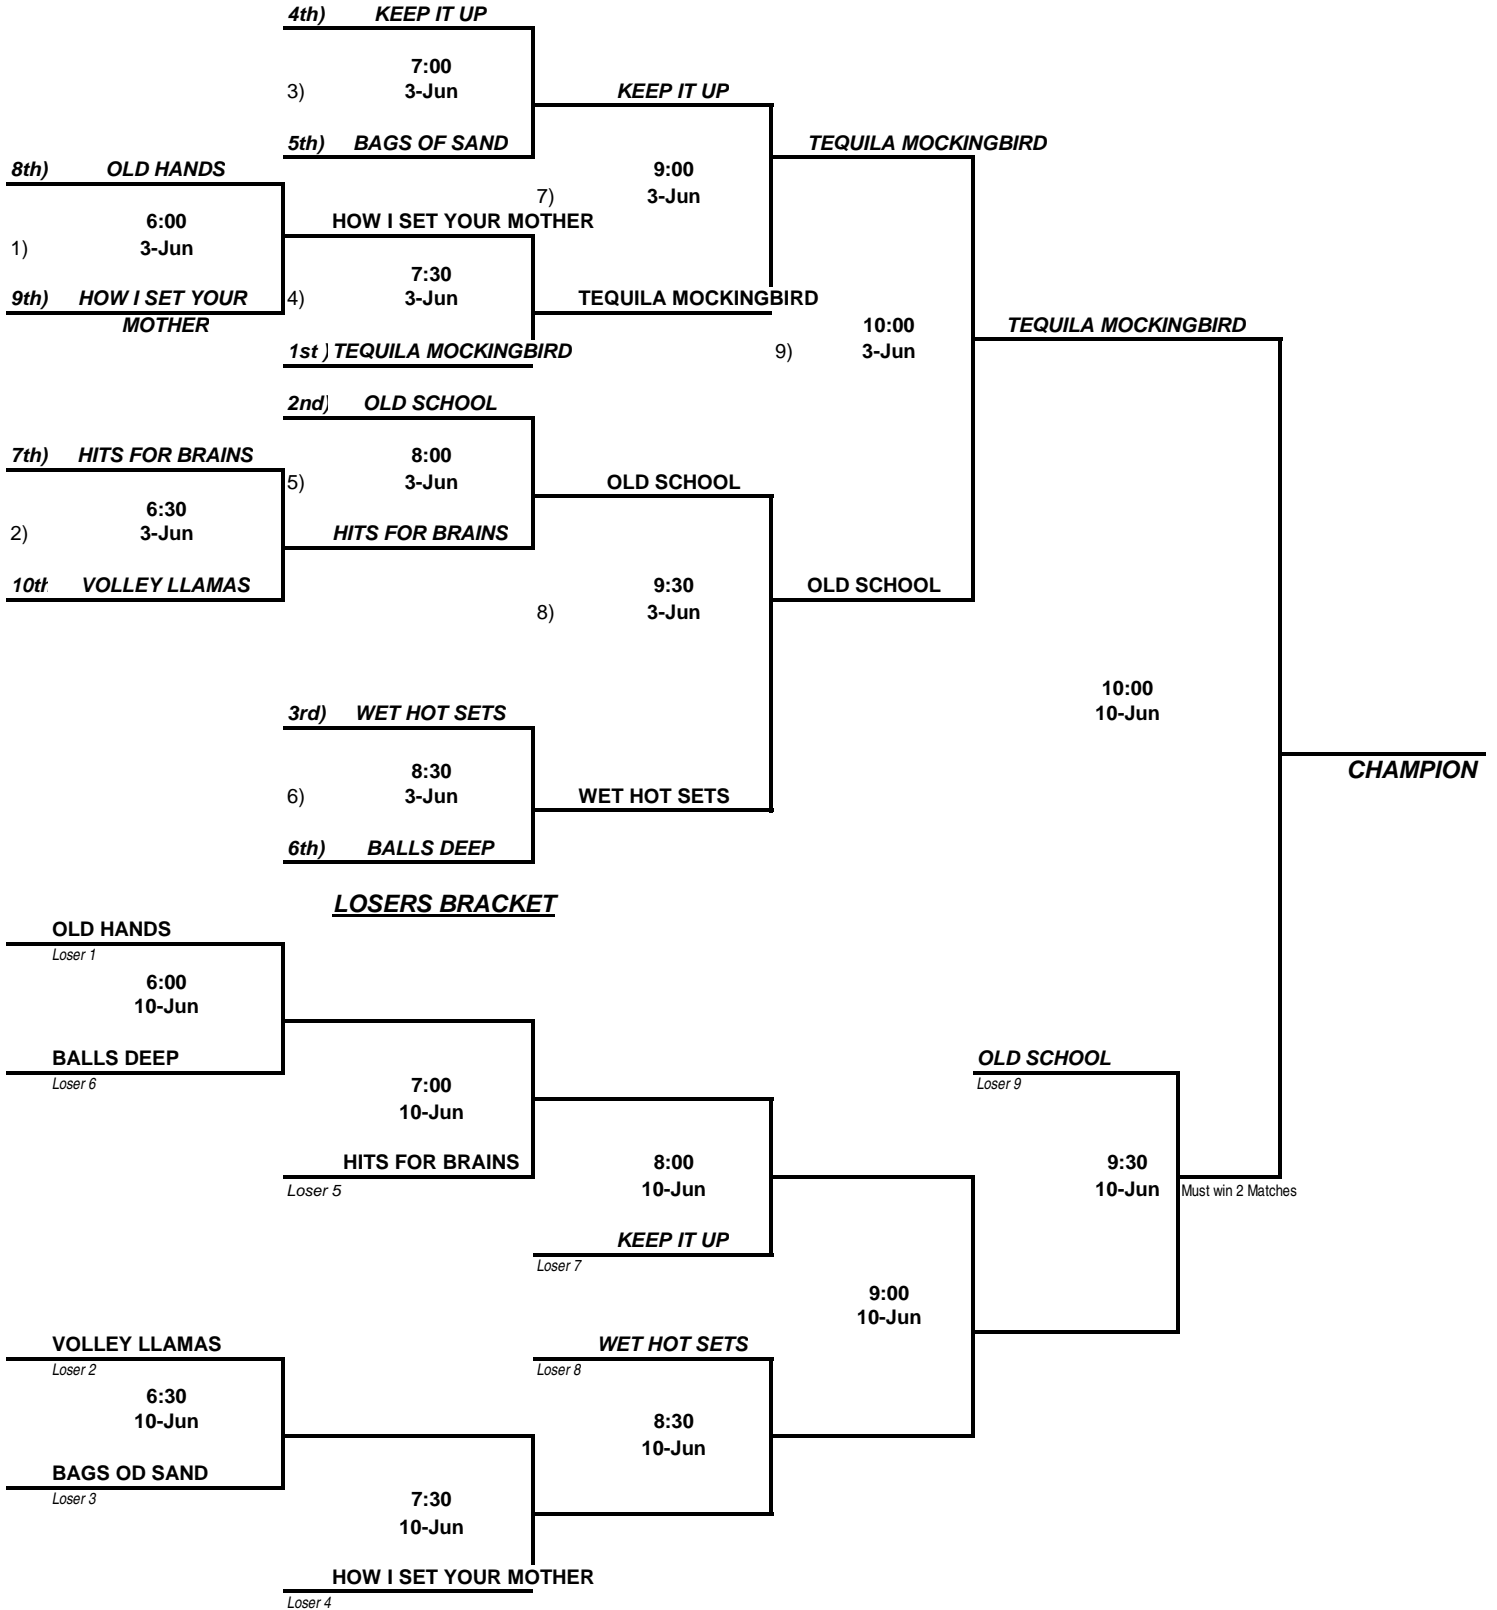 4th) KEEP IT UP
7:00
3) 3-Jun
KEEP IT UP
5th) BAGS OF SAND
TEQUILA MOCKINGBIRD
8th) OLD HANDS
9:00
7) 3-Jun
6:00
HOW I SET YOUR MOTHER
1) 3-Jun
7:30
9th) HOW I SET YOUR
MOTHER
4) 3-Jun
TEQUILA MOCKINGBIRD
10:00
9) 3-Jun
TEQUILA MOCKINGBIRD
1st ) TEQUILA MOCKINGBIRD
2nd) OLD SCHOOL
7th) HITS FOR BRAINS
8:00
5) 3-Jun
OLD SCHOOL
6:30
2) 3-Jun
HITS FOR BRAINS
10th VOLLEY LLAMAS
9:30
8) 3-Jun
OLD SCHOOL
10:00
10-Jun
3rd) WET HOT SETS
8:30
6) 3-Jun
WET HOT SETS
CHAMPION
6th) BALLS DEEP
LOSERS BRACKET
OLD HANDS
Loser 1
6:00
10-Jun
BALLS DEEP
Loser 6
OLD SCHOOL
Loser 9
7:00
10-Jun
HITS FOR BRAINS
Loser 5
8:00
10-Jun
9:30
10-Jun
Must win 2 Matches
KEEP IT UP
Loser 7
9:00
10-Jun
VOLLEY LLAMAS
Loser 2
WET HOT SETS
Loser 8
6:30
10-Jun
8:30
10-Jun
BAGS OD SAND
Loser 3
7:30
10-Jun
HOW I SET YOUR MOTHER
Loser 4